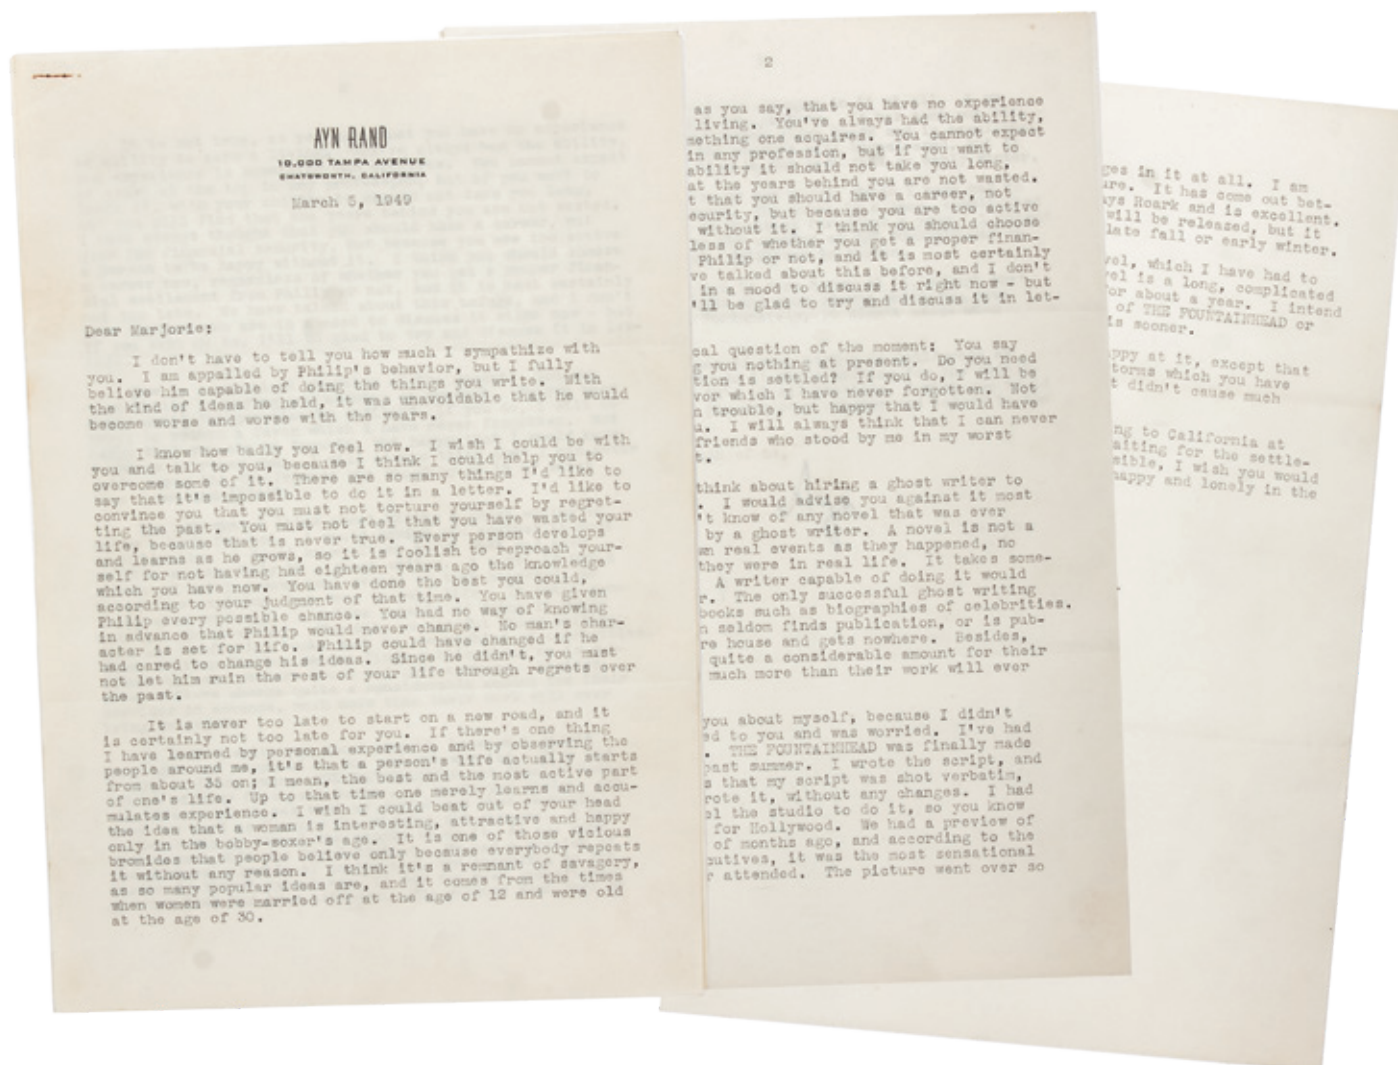 AYN RAND
10,000 TAMPA AVENUE
CHATSWORTH, CALIFORNIA
March 5, 1949
Dear Marjorie:
I don't have to tell you how much I sympathize with
you. I am appalled by Philip's behavior, but I fully
believe him capable of doing the things you write. With
the kind of ideas he held, it was unavoidable that he would
become worse and worse with the years.
I know how badly you feel now. I wish I could be with
you and talk to you, because I think I could help you to
overcome some of it. There are so many things I'd like to
say that it's impossible to do it in a letter. I'd like to
convince you that you must not torture yourself by regret-
ting the past. You must not feel that you have wasted your
life, because that is never true. Every person develops
and learns as he grows, so it is foolish to reproach your-
self for not having had eighteen years ago the knowledge
which you have now. You have done the best you could,
according to your judgment of that time. You have given
Philip every possible chance. You had no way of knowing
in advance that Philip would never change. No man's char-
acter is set for life. Philip could have changed if he
had cared to change his ideas. Since he didn't, you must
not let him ruin the rest of your life through regrets over
the past.
It is never too late to start on a new road, and it
is certainly not too late for you. If there's one thing
I have learned by personal experience and by observing the
people around me, it's that a person's life actually starts
from about 35 on; I mean, the best and the most active part
of one's life. Up to that time one merely learns and accu-
mulates experience. I wish I could beat out of your head
the idea that a woman is interesting, attractive and happy
only in the bobby-soxer's age. It is one of those vicious
bromides that people believe only because everybody repeats
it without any reason. I think it's a remnant of savagery,
as so many popular ideas are, and it comes from the times
when women were married off at the age of 12 and were old
at the age of 30.
2
as you say, that you have no experience
living. You've always had the ability,
mething one acquires. You cannot expect
in any profession, but if you want to
ability it should not take you long,
at the years behind you are not wasted.
t that you should have a career, not
ecurity, but because you are too active
without it. I think you should choose
less of whether you get a proper finan-
Philip or not, and it is most certainly
ve talked about this before, and I don't
in a mood to discuss it right now - but
'll be glad to try and discuss it in let-
cal question of the moment: You say
g you nothing at present. Do you need
tion is settled? If you do, I will be
vor which I have never forgotten. Not
n trouble, but happy that I would have
u. I will always think that I can never
friends who stood by me in my worst
t.
think about hiring a ghost writer to
. I would advise you against it most
't know of any novel that was ever
by a ghost writer. A novel is not a
wn real events as they happened, no
they were in real life. It takes some-
A writer capable of doing it would
r. The only successful ghost writing
books such as biographies of celebrities.
n seldom finds publication, or is pub-
re house and gets nowhere. Besides,
quite a considerable amount for their
much more than their work will ever
you about myself, because I didn't
ed to you and was worried. I've had
. THE FOUNTAINHEAD was finally made
past summer. I wrote the script, and
s that my script was shot verbatim,
rote it, without any changes. I had
el the studio to do it, so you know
for Hollywood. We had a preview of
of months ago, and according to the
cutives, it was the most sensational
r attended. The picture went over so
ges in it at all. I am
ure. It has come out bet-
ays Roark and is excellent.
will be released, but it
late fall or early winter.
vel, which I have had to
vel is a long, complicated
for about a year. I intend
of THE FOUNTAINHEAD or
is sooner.
appy at it, except that
torms which you have
t didn't cause much
ng to California at
aiting for the settle-
sible, I wish you would
happy and lonely in the